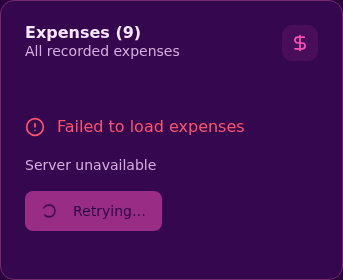 Expenses (9)
All recorded expenses
$
Failed to load expenses
Server unavailable
Retrying...